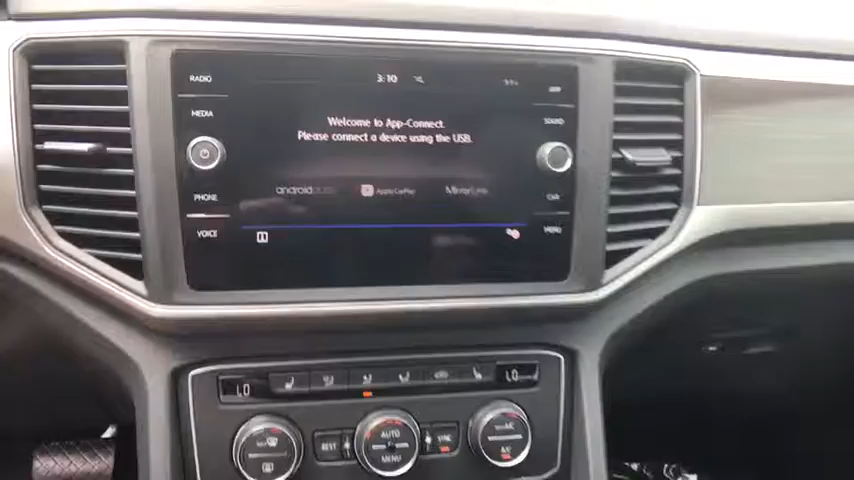 RADIO
3:10
MEDIA
SOUND
Welcome to App-Connect.
Please connect a device using the USB.
androidauto
Apple CarPlay
MirrorLink
PHONE
CAR
VOICE
MENU
LO
LO
REST
AUTO
MENU
SYNC
A/C